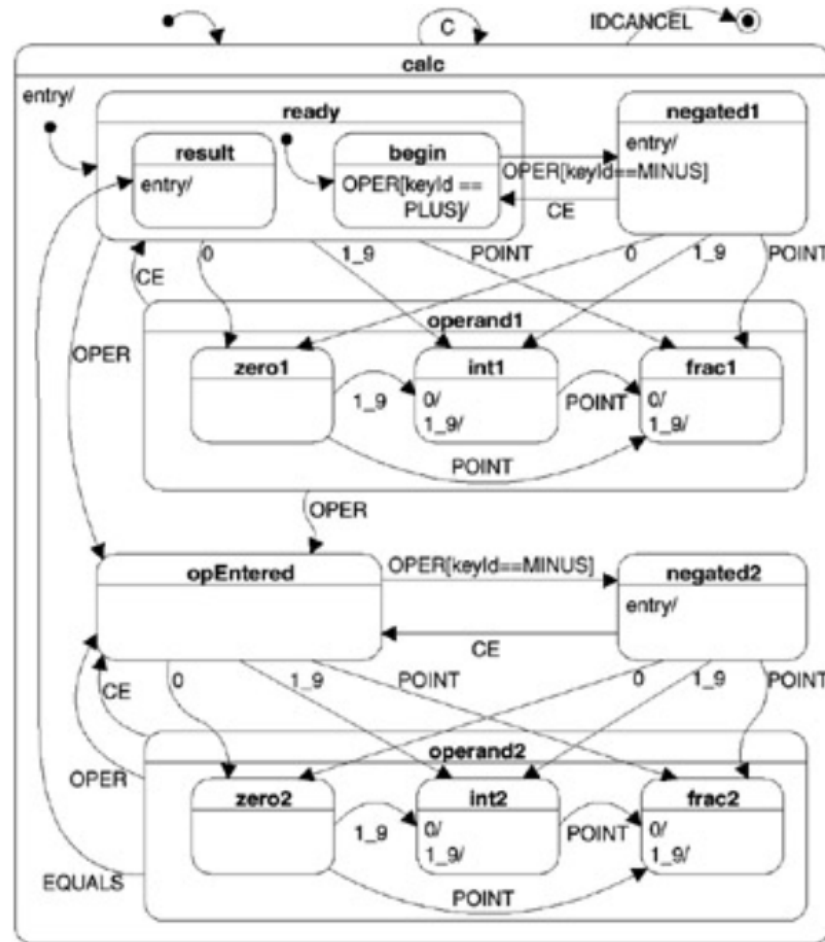 C
IDCANCEL
calc
entry/
ready
negated1
result
entry/
begin
OPER[keyId ==
PLUS]/
entry/
OPER[keyId==MINUS]
CE
CE
0
1_9
POINT
0
1_9
POINT
operand1
OPER
zero1
int1
frac1
1_9
0/
1_9/
POINT
0/
1_9/
POINT
OPER
opEntered
OPER[keyId==MINUS]
negated2
entry/
CE
CE
0
1_9
POINT
0
1_9
POINT
operand2
OPER
zero2
int2
frac2
1_9
0/
1_9/
POINT
0/
1_9/
EQUALS
POINT